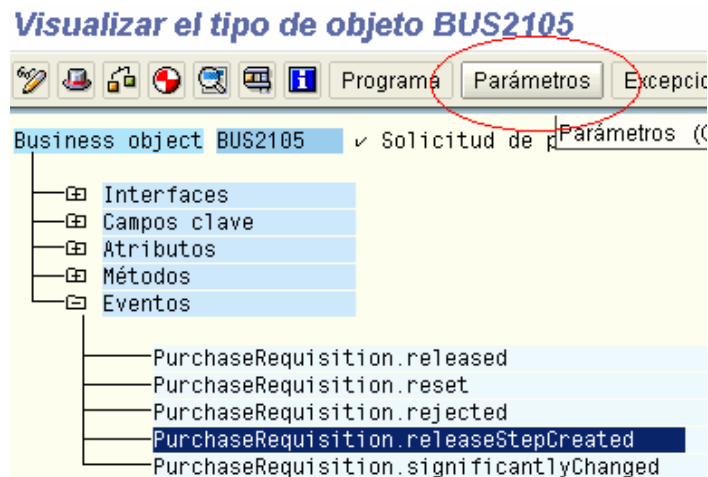 Visualizar el tipo de objeto BUS2105
Programa Parámetros Excepcio
Business object BUS2105 ✓ Solicitud de p
Parámetros (C
Interfaces
Campos clave
Atributos
Métodos
Eventos
PurchaseRequisition.released
PurchaseRequisition.reset
PurchaseRequisition.rejected
PurchaseRequisition.releaseStepCreated
PurchaseRequisition.significantlyChanged